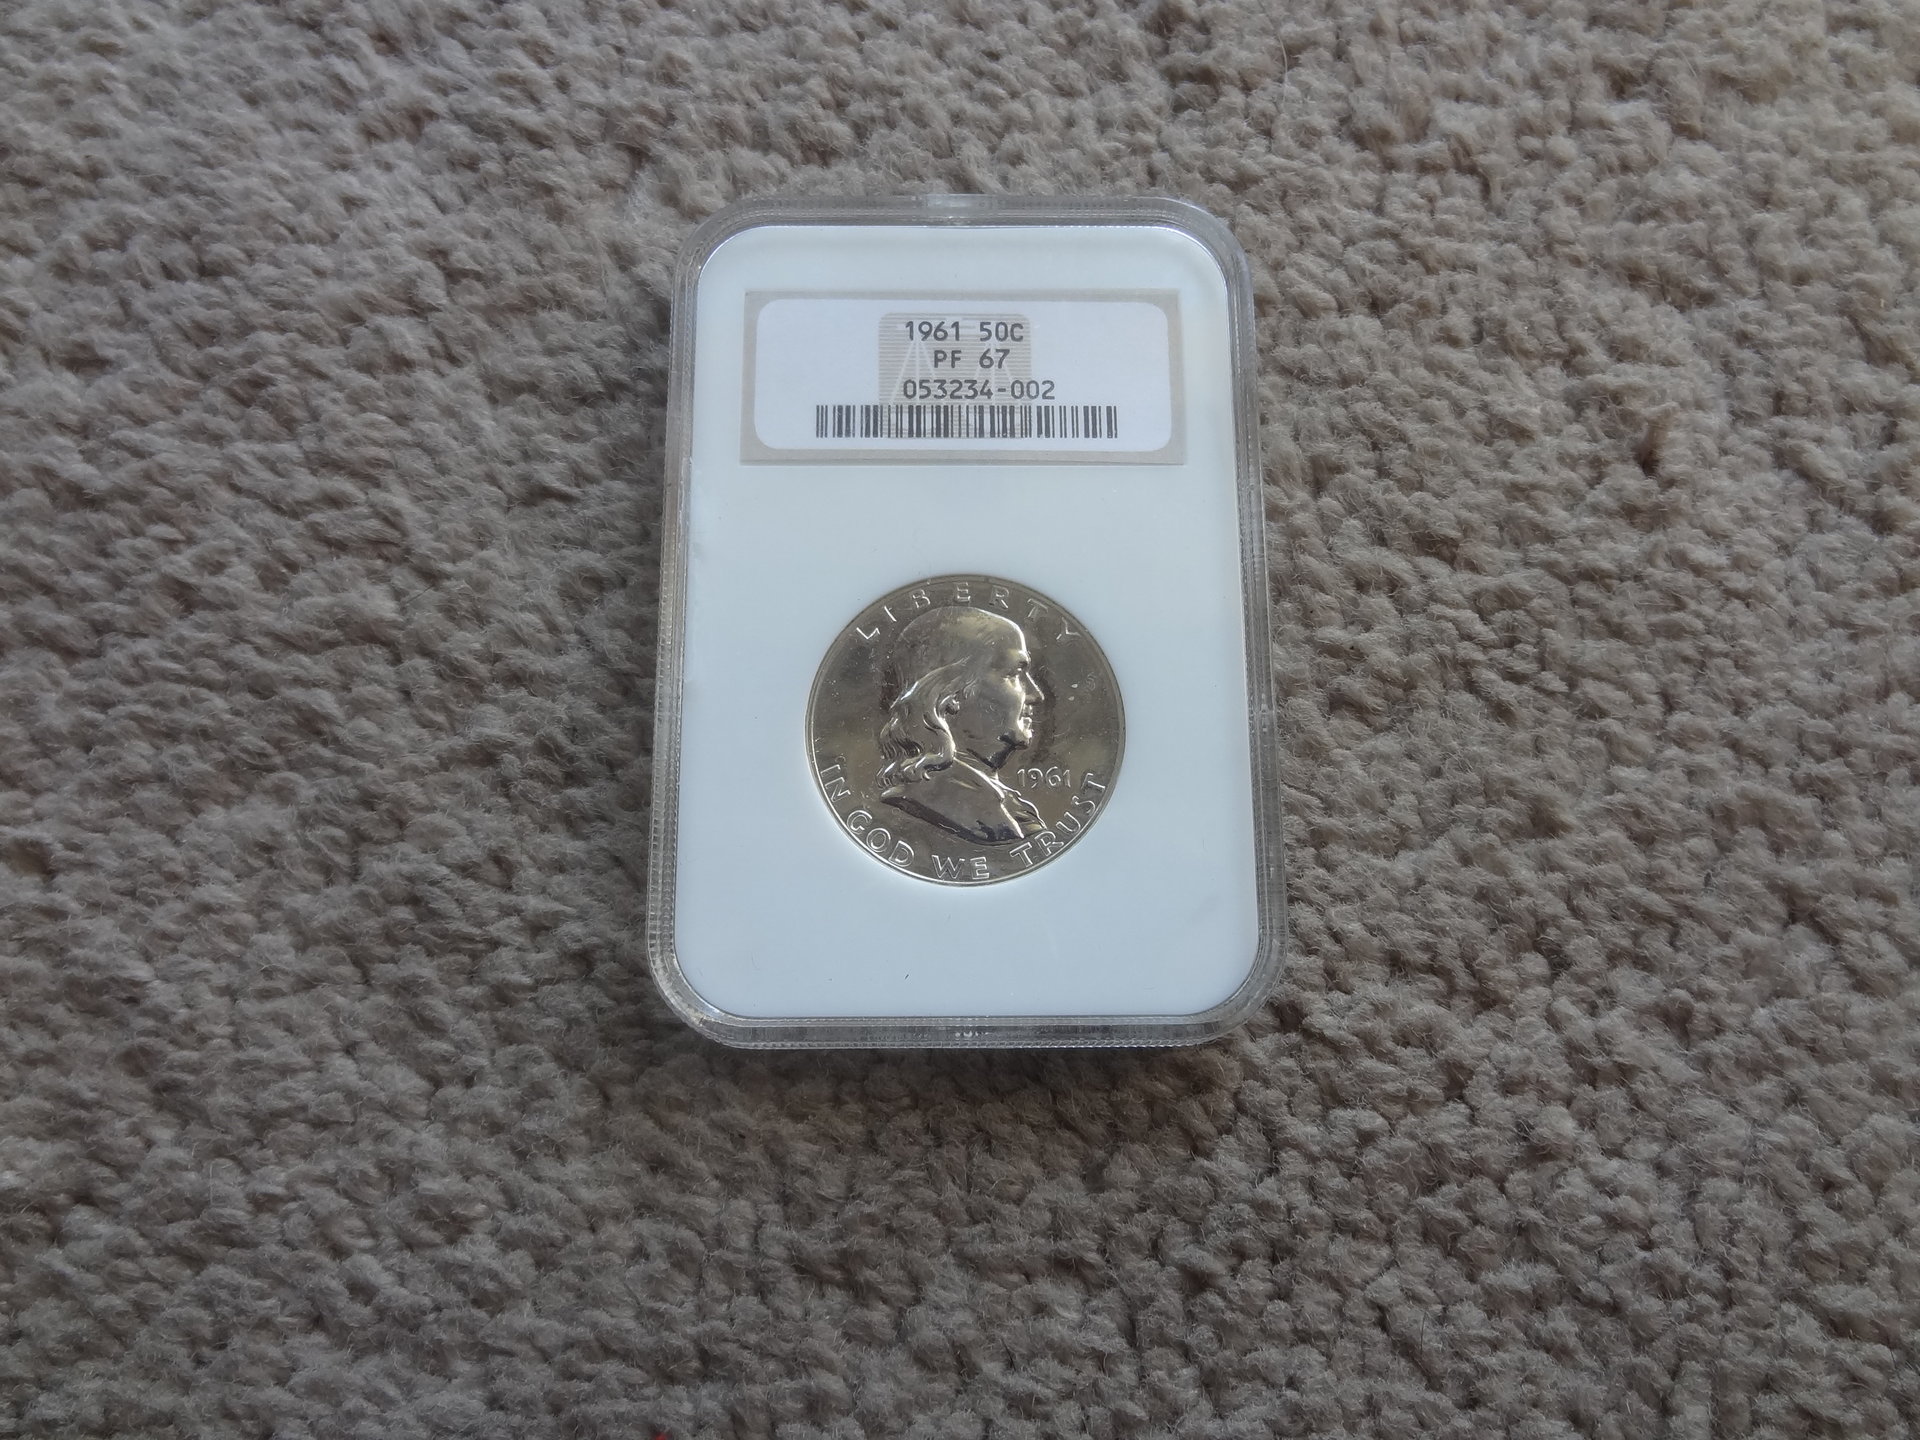 1961 50C
PF 67
053234-002
LIBERTY
1961
IN GOD WE TRUST